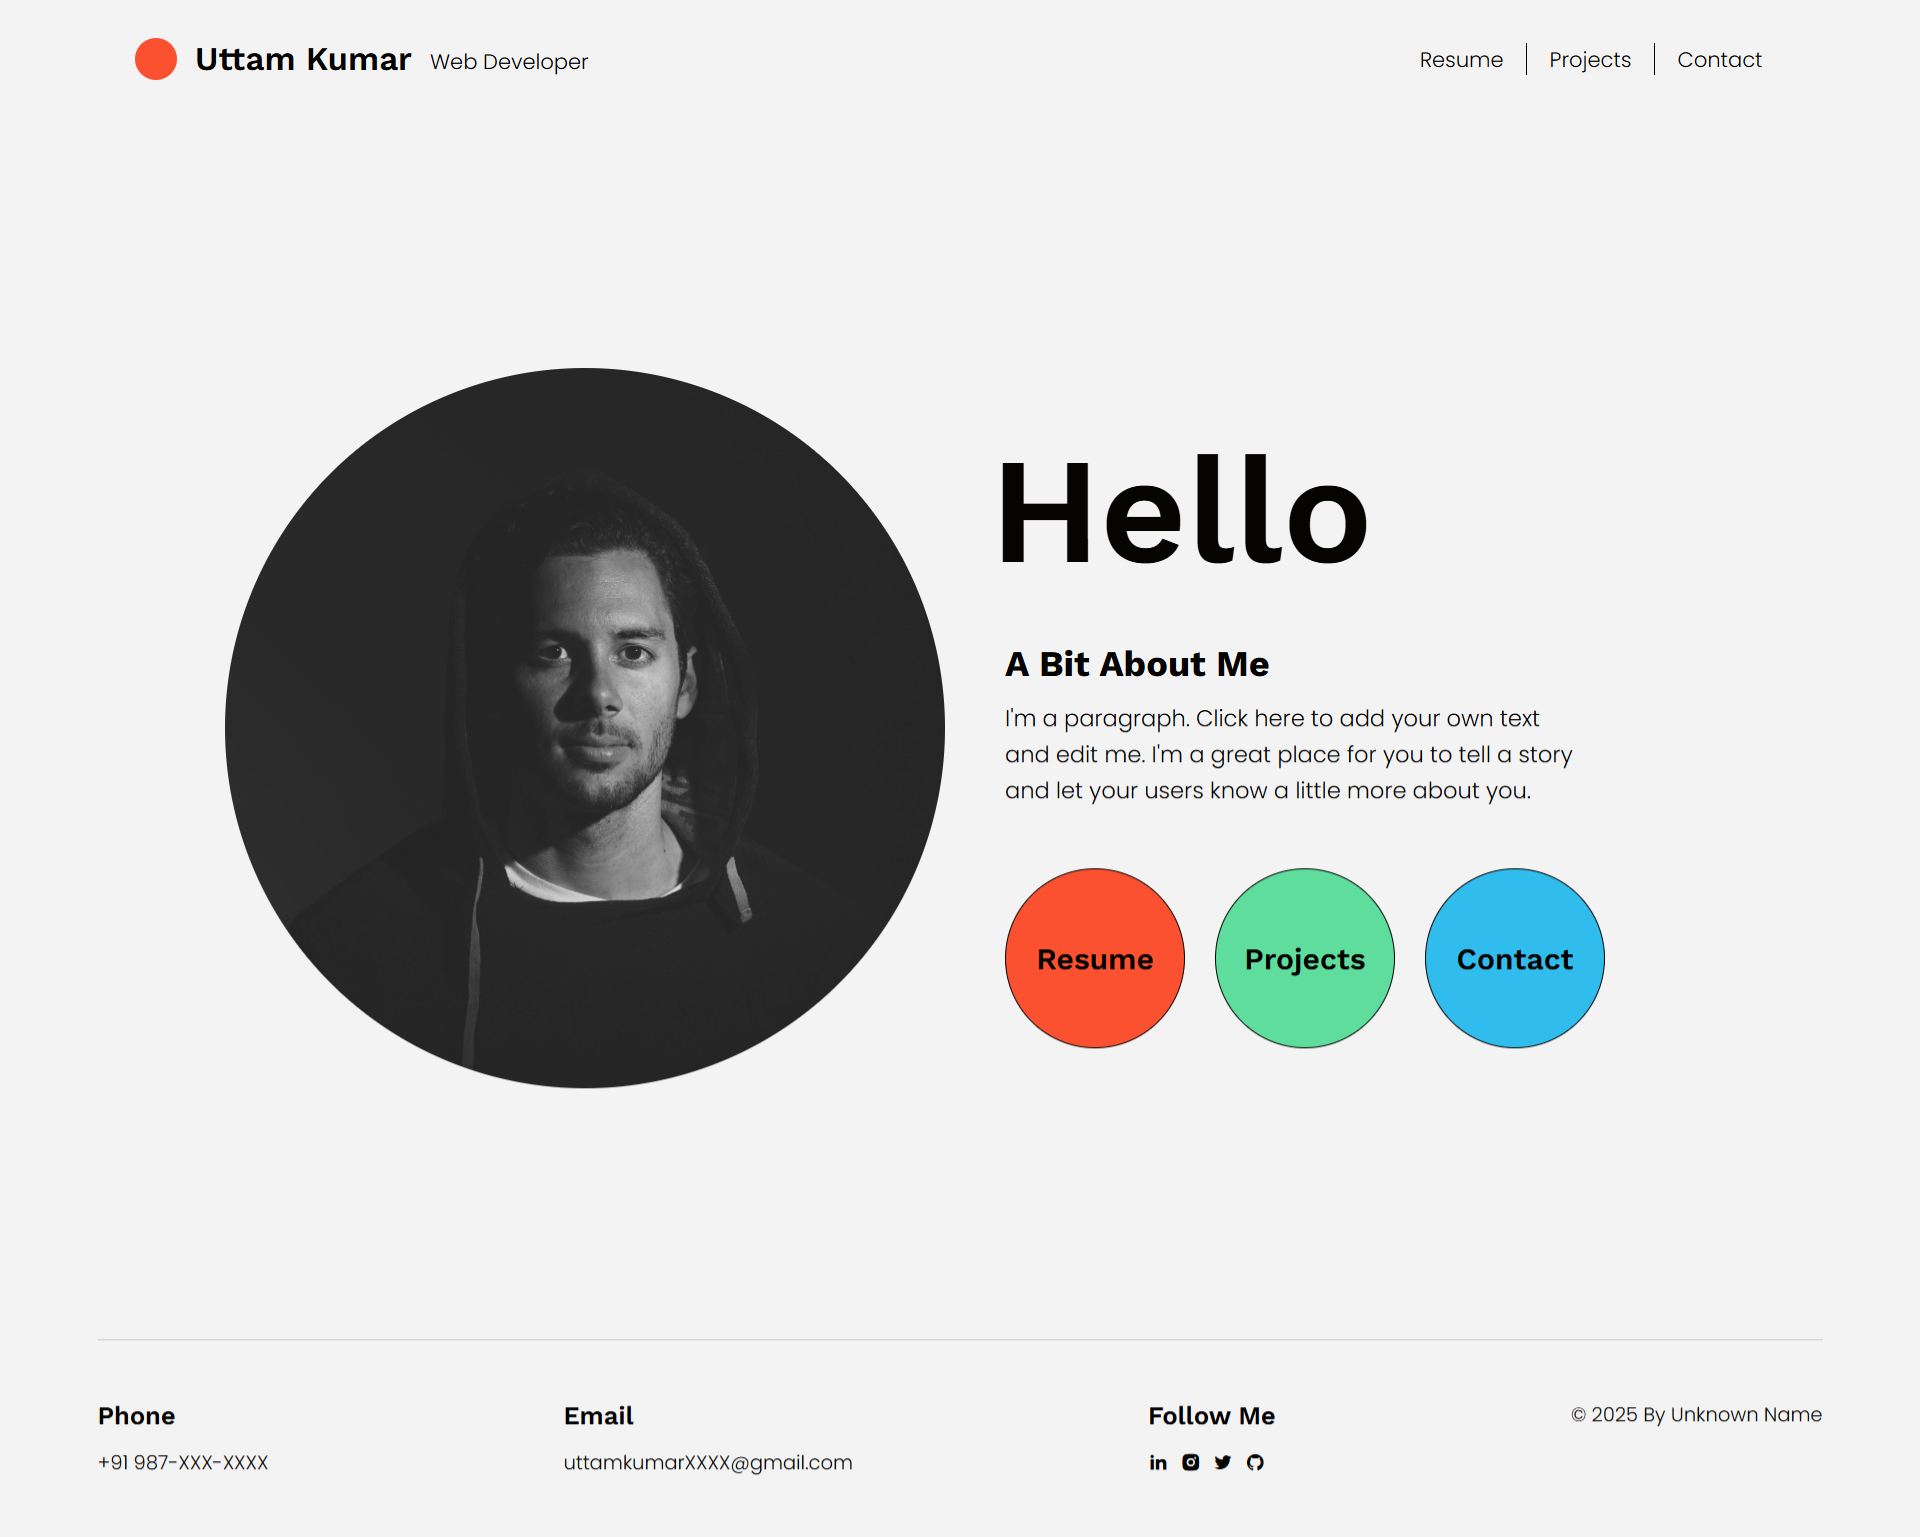 Uttam Kumar Web Developer
Resume Projects Contact
Hello
A Bit About Me
I'm a paragraph. Click here to add your own text
and edit me. I'm a great place for you to tell a story
and let your users know a little more about you.
Resume Projects Contact
Phone
+91 987-XXX-XXXX
Email
uttamkumarXXXX@gmail.com
Follow Me
in
© 2025 By Unknown Name